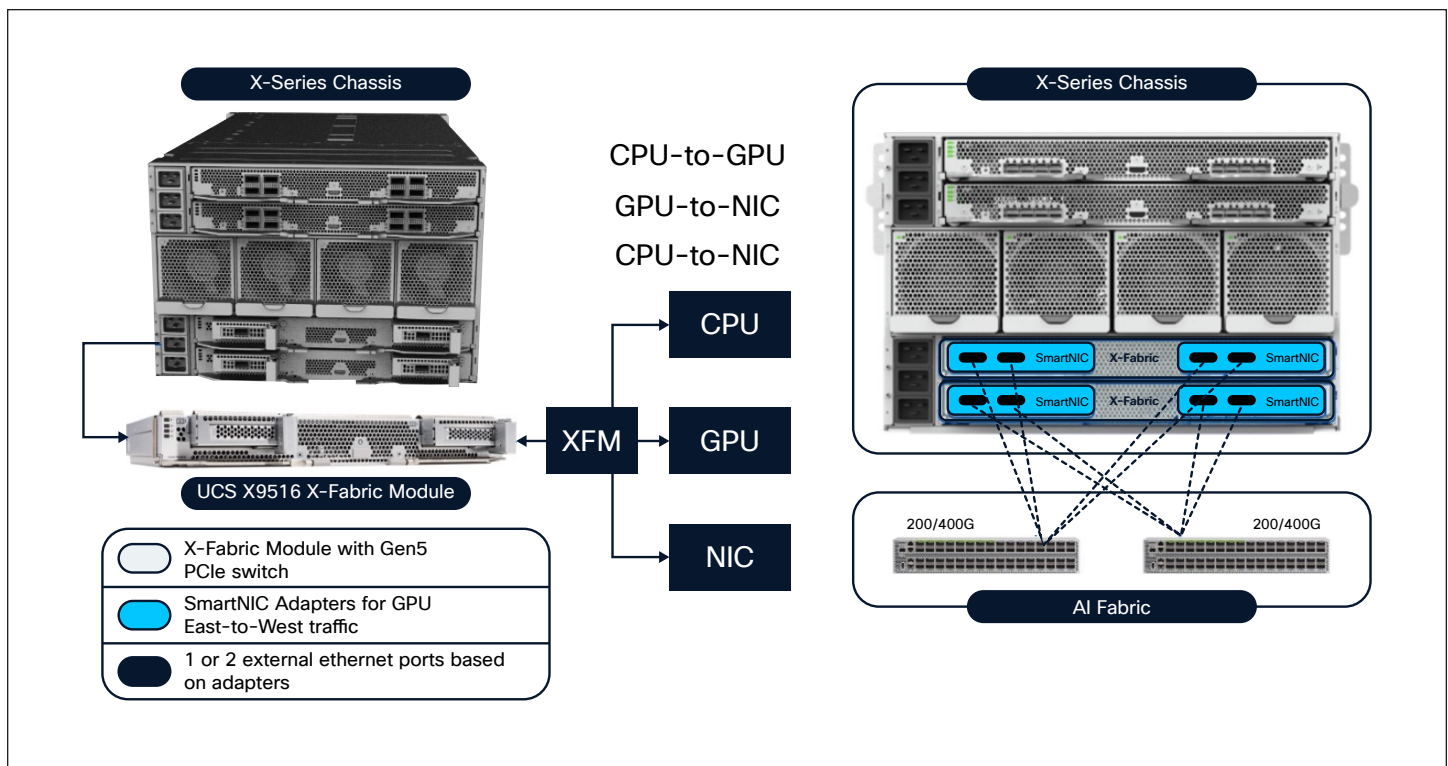 X-Series Chassis
CPU-to-GPU
GPU-to-NIC
CPU-to-NIC
XFM
CPU
GPU
NIC
UCS X9516 X-Fabric Module
X-Fabric Module with Gen5
PCIe switch
SmartNIC Adapters for GPU
East-to-West traffic
1 or 2 external ethernet ports based
on adapters
X-Series Chassis
SmartNIC X-Fabric SmartNIC
SmartNIC X-Fabric SmartNIC
200/400G 200/400G
AI Fabric